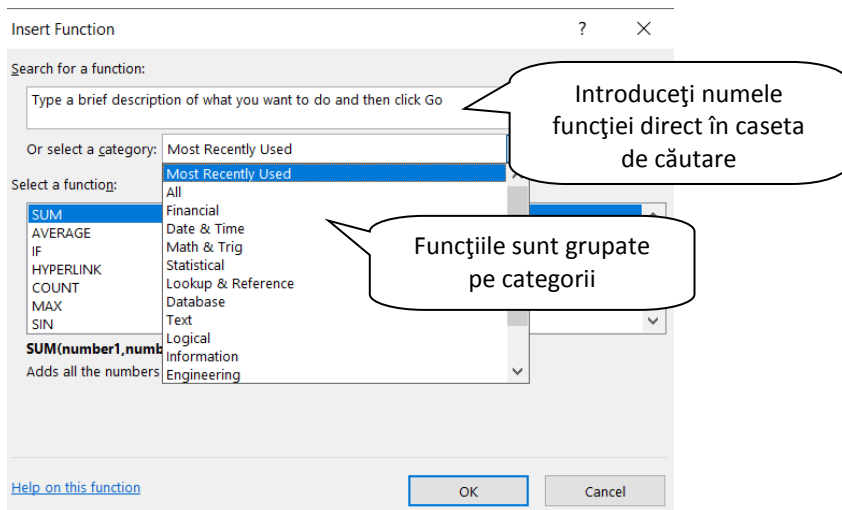 Insert Function
?
Search for a function:
Type a brief description of what you want to do and then click Go
Introduceţi numele
funcţiei direct în caseta
de căutare
Or select a category:
Most Recently Used
Most Recently Used
All
Financial
Date & Time
Math & Trig
Statistical
Lookup & Reference
Database
Text
Logical
Information
Engineering
Funcţiile sunt grupate
pe categorii
Select a function:
SUM
AVERAGE
IF
HYPERLINK
COUNT
MAX
SIN
SUM(number1,numb
Adds all the numbers
Help on this function
OK
Cancel